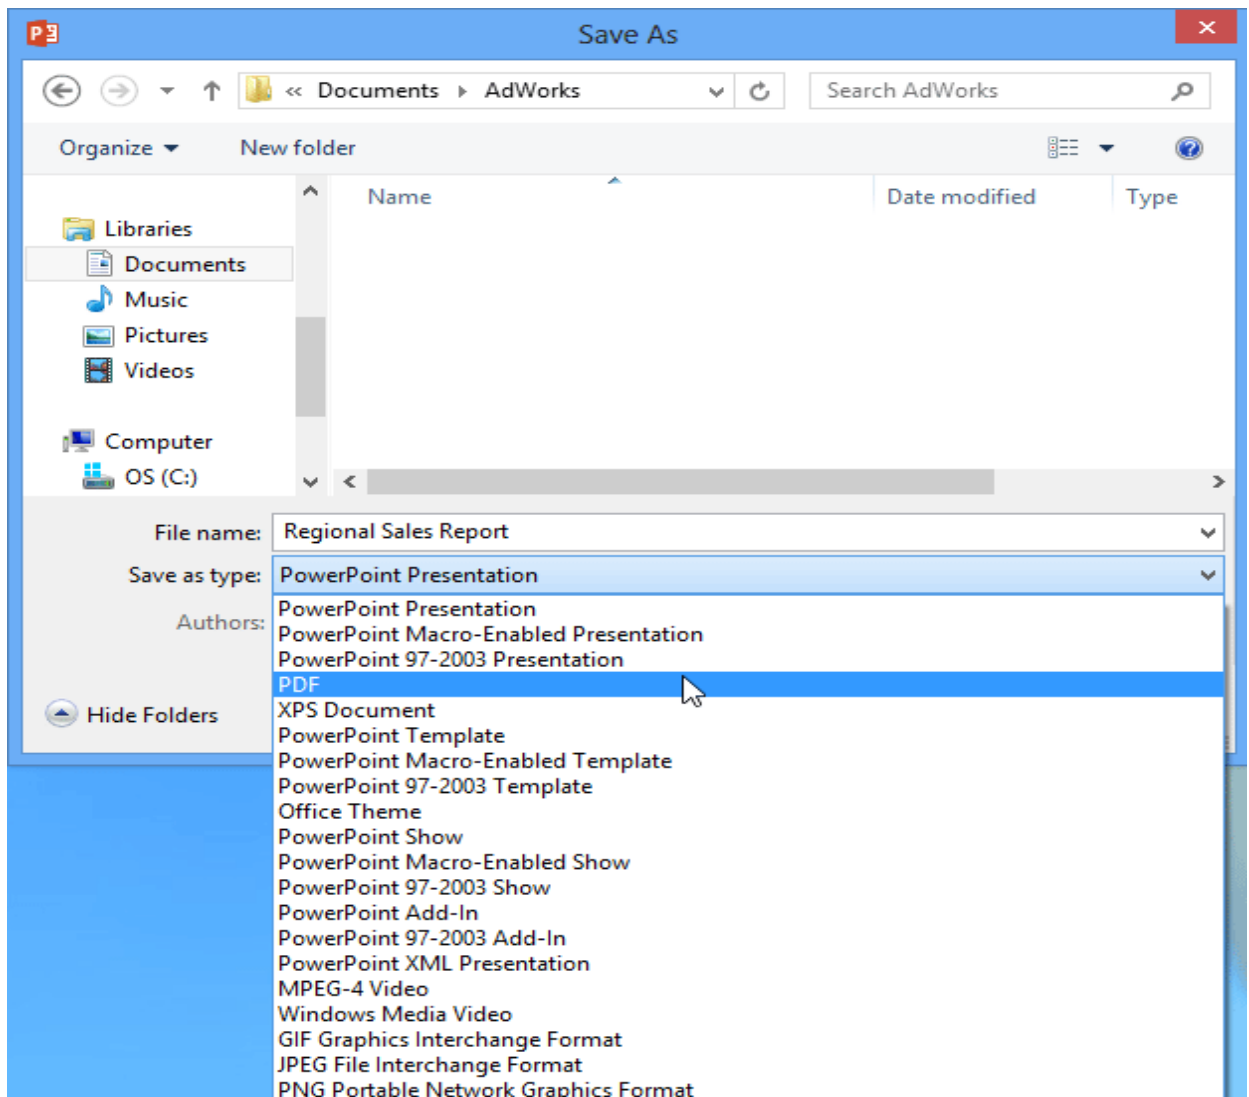 Save As
« Documents AdWorks
Search AdWorks
Organize
New folder
Name
Date modified
Type
Libraries
Documents
Music
Pictures
Videos
Computer
OS (C:)
File name: Regional Sales Report
Save as type: PowerPoint Presentation
Authors:
PowerPoint Presentation
PowerPoint Macro-Enabled Presentation
PowerPoint 97-2003 Presentation
PDF
Hide Folders
XPS Document
PowerPoint Template
PowerPoint Macro-Enabled Template
PowerPoint 97-2003 Template
Office Theme
PowerPoint Show
PowerPoint Macro-Enabled Show
PowerPoint 97-2003 Show
PowerPoint Add-In
PowerPoint 97-2003 Add-In
PowerPoint XML Presentation
MPEG-4 Video
Windows Media Video
GIF Graphics Interchange Format
JPEG File Interchange Format
PNG Portable Network Graphics Format